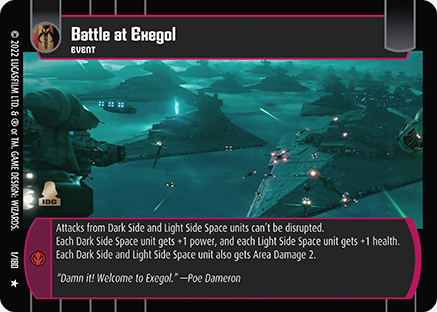 Battle at Exegol
EVENT
© 2022 LUCASFILM LTD. & ® or TM. GAME DESIGN: WIZARDS.
IDC
Attacks from Dark Side and Light Side Space units can't be disrupted.
Each Dark Side Space unit gets +1 power, and each Light Side Space unit gets +1 health.
Each Dark Side and Light Side Space unit also gets Area Damage 2.
"Damn it! Welcome to Exegol." —Poe Dameron
1/180